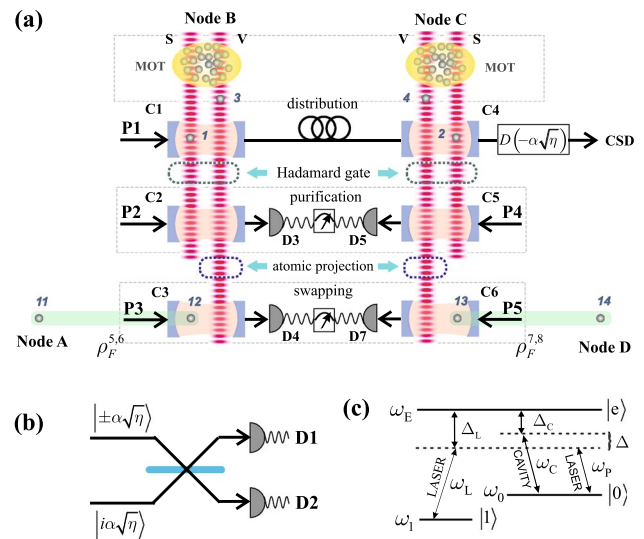 (a)
Node B
Node C
S
V
V
S
MOT
MOT
3
4
distribution
C1
C4
P1
1
2
D(−α√η)
CSD
Hadamard gate
C2
C5
purification
P2
P4
D3
D5
atomic projection
C3
C6
swapping
11
P3
12
13
P5
14
D4
D7
Node A
Node D
ρ_F^{5,6}
ρ_F^{7,8}
(b)
|±α√η⟩
D1
D2
|iα√η⟩
(c)
ω_E
|e⟩
Δ_L
Δ_C
Δ
LASER
ω_L
CAVITY
ω_C
LASER
ω_P
ω_0
|0⟩
ω_1
|1⟩